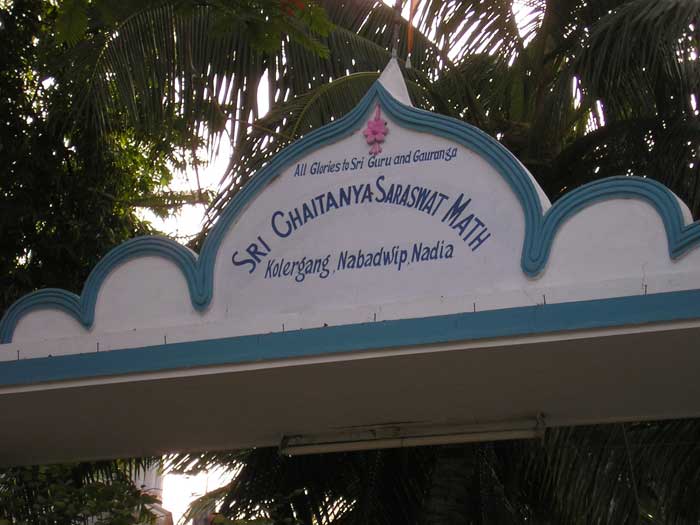 All Glories to Sri Guru and Gauranga
SRI CHAITANYA SARASWAT MATH
Kolergang, Nabadwip, Nadia